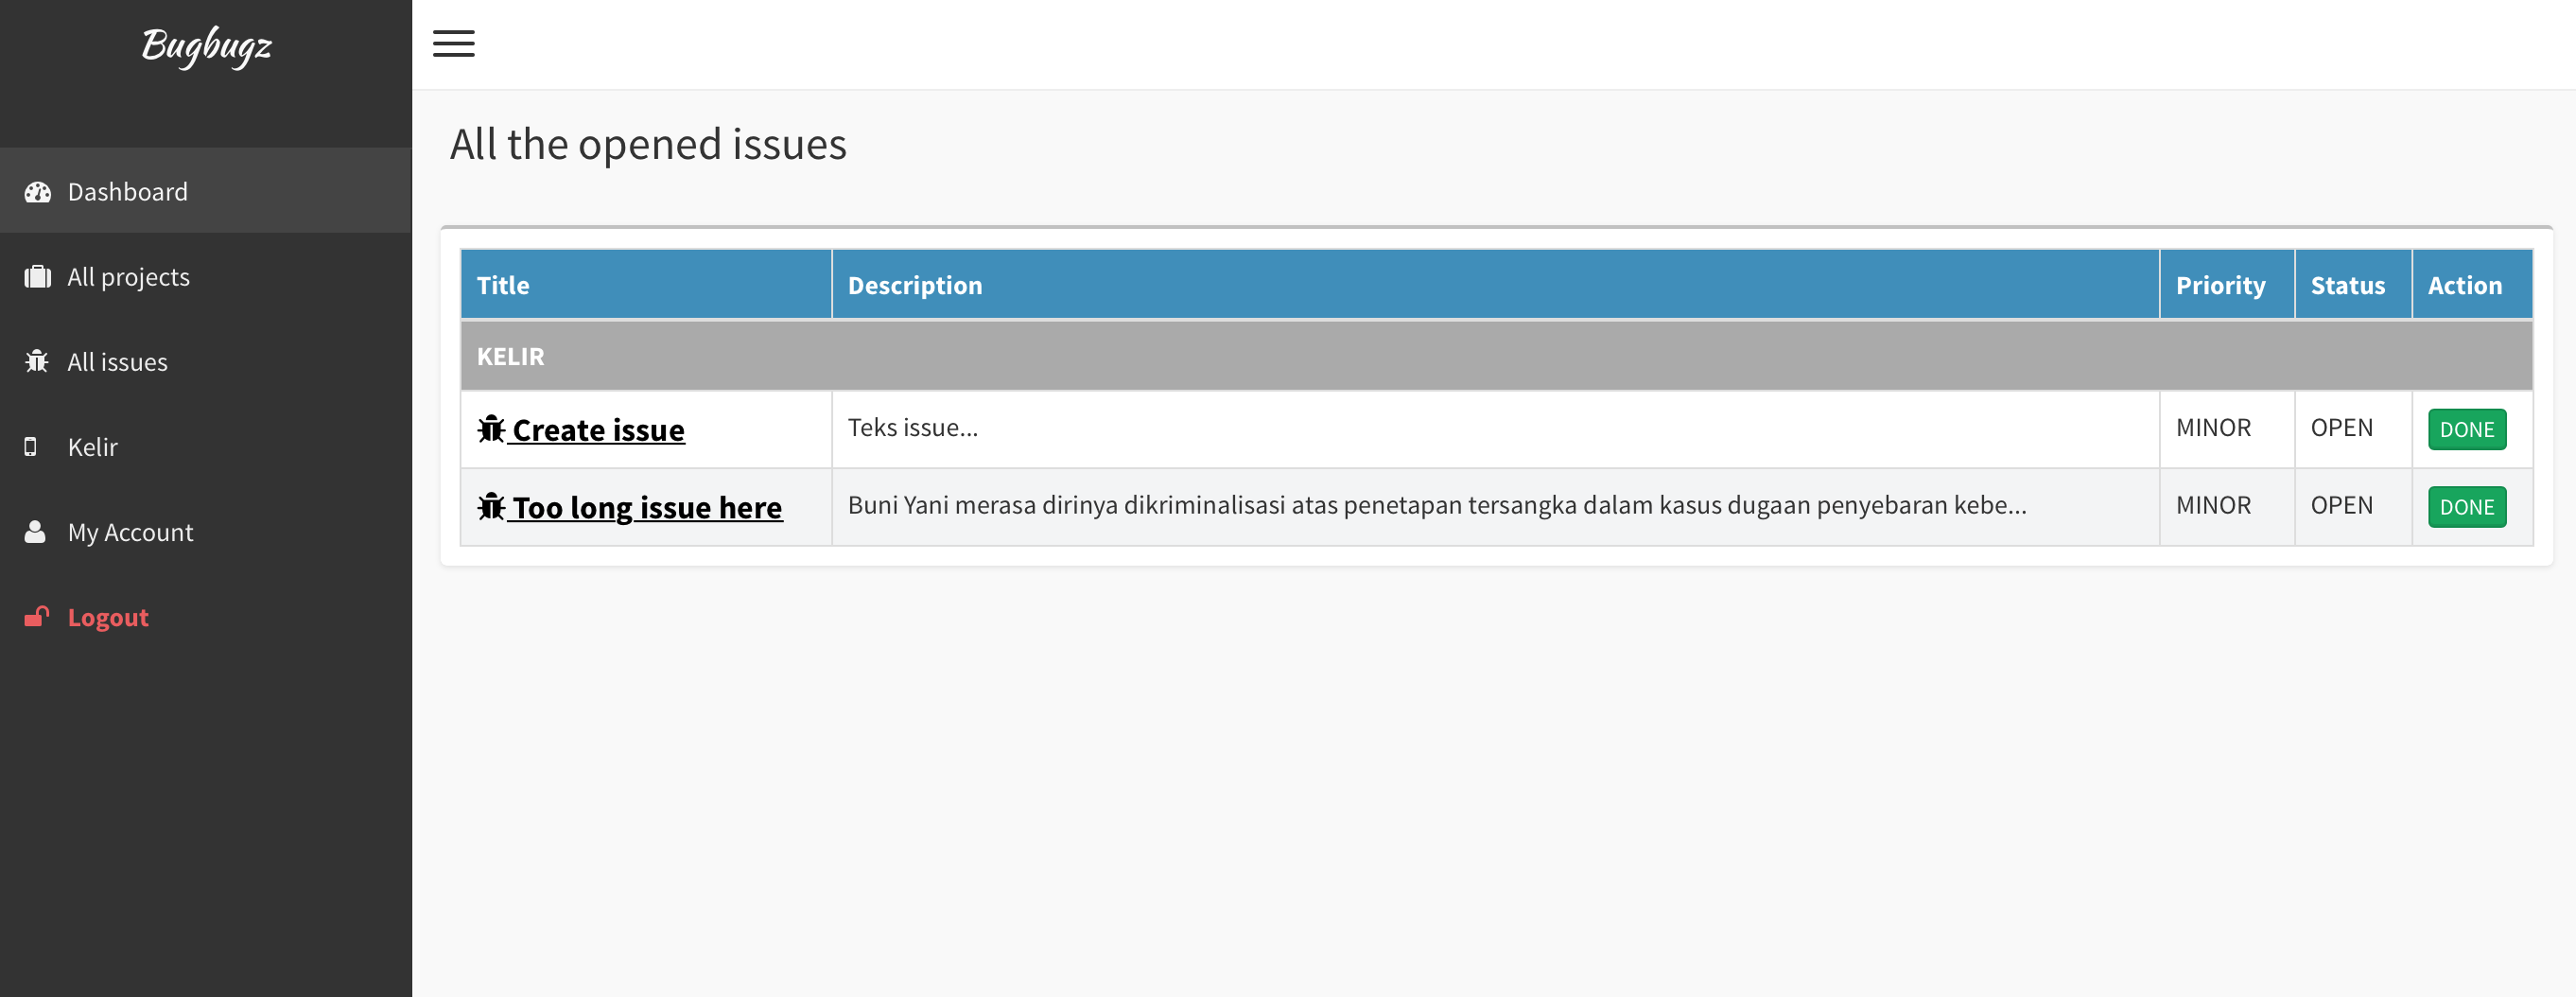 Bugbugz
Dashboard
All projects
All issues
Kelir
My Account
Logout
All the opened issues
Title Description Priority Status Action
KELIR
Create issue Teks issue... MINOR OPEN DONE
Too long issue here Buni Yani merasa dirinya dikriminalisasi atas penetapan tersangka dalam kasus dugaan penyebaran kebe... MINOR OPEN DONE